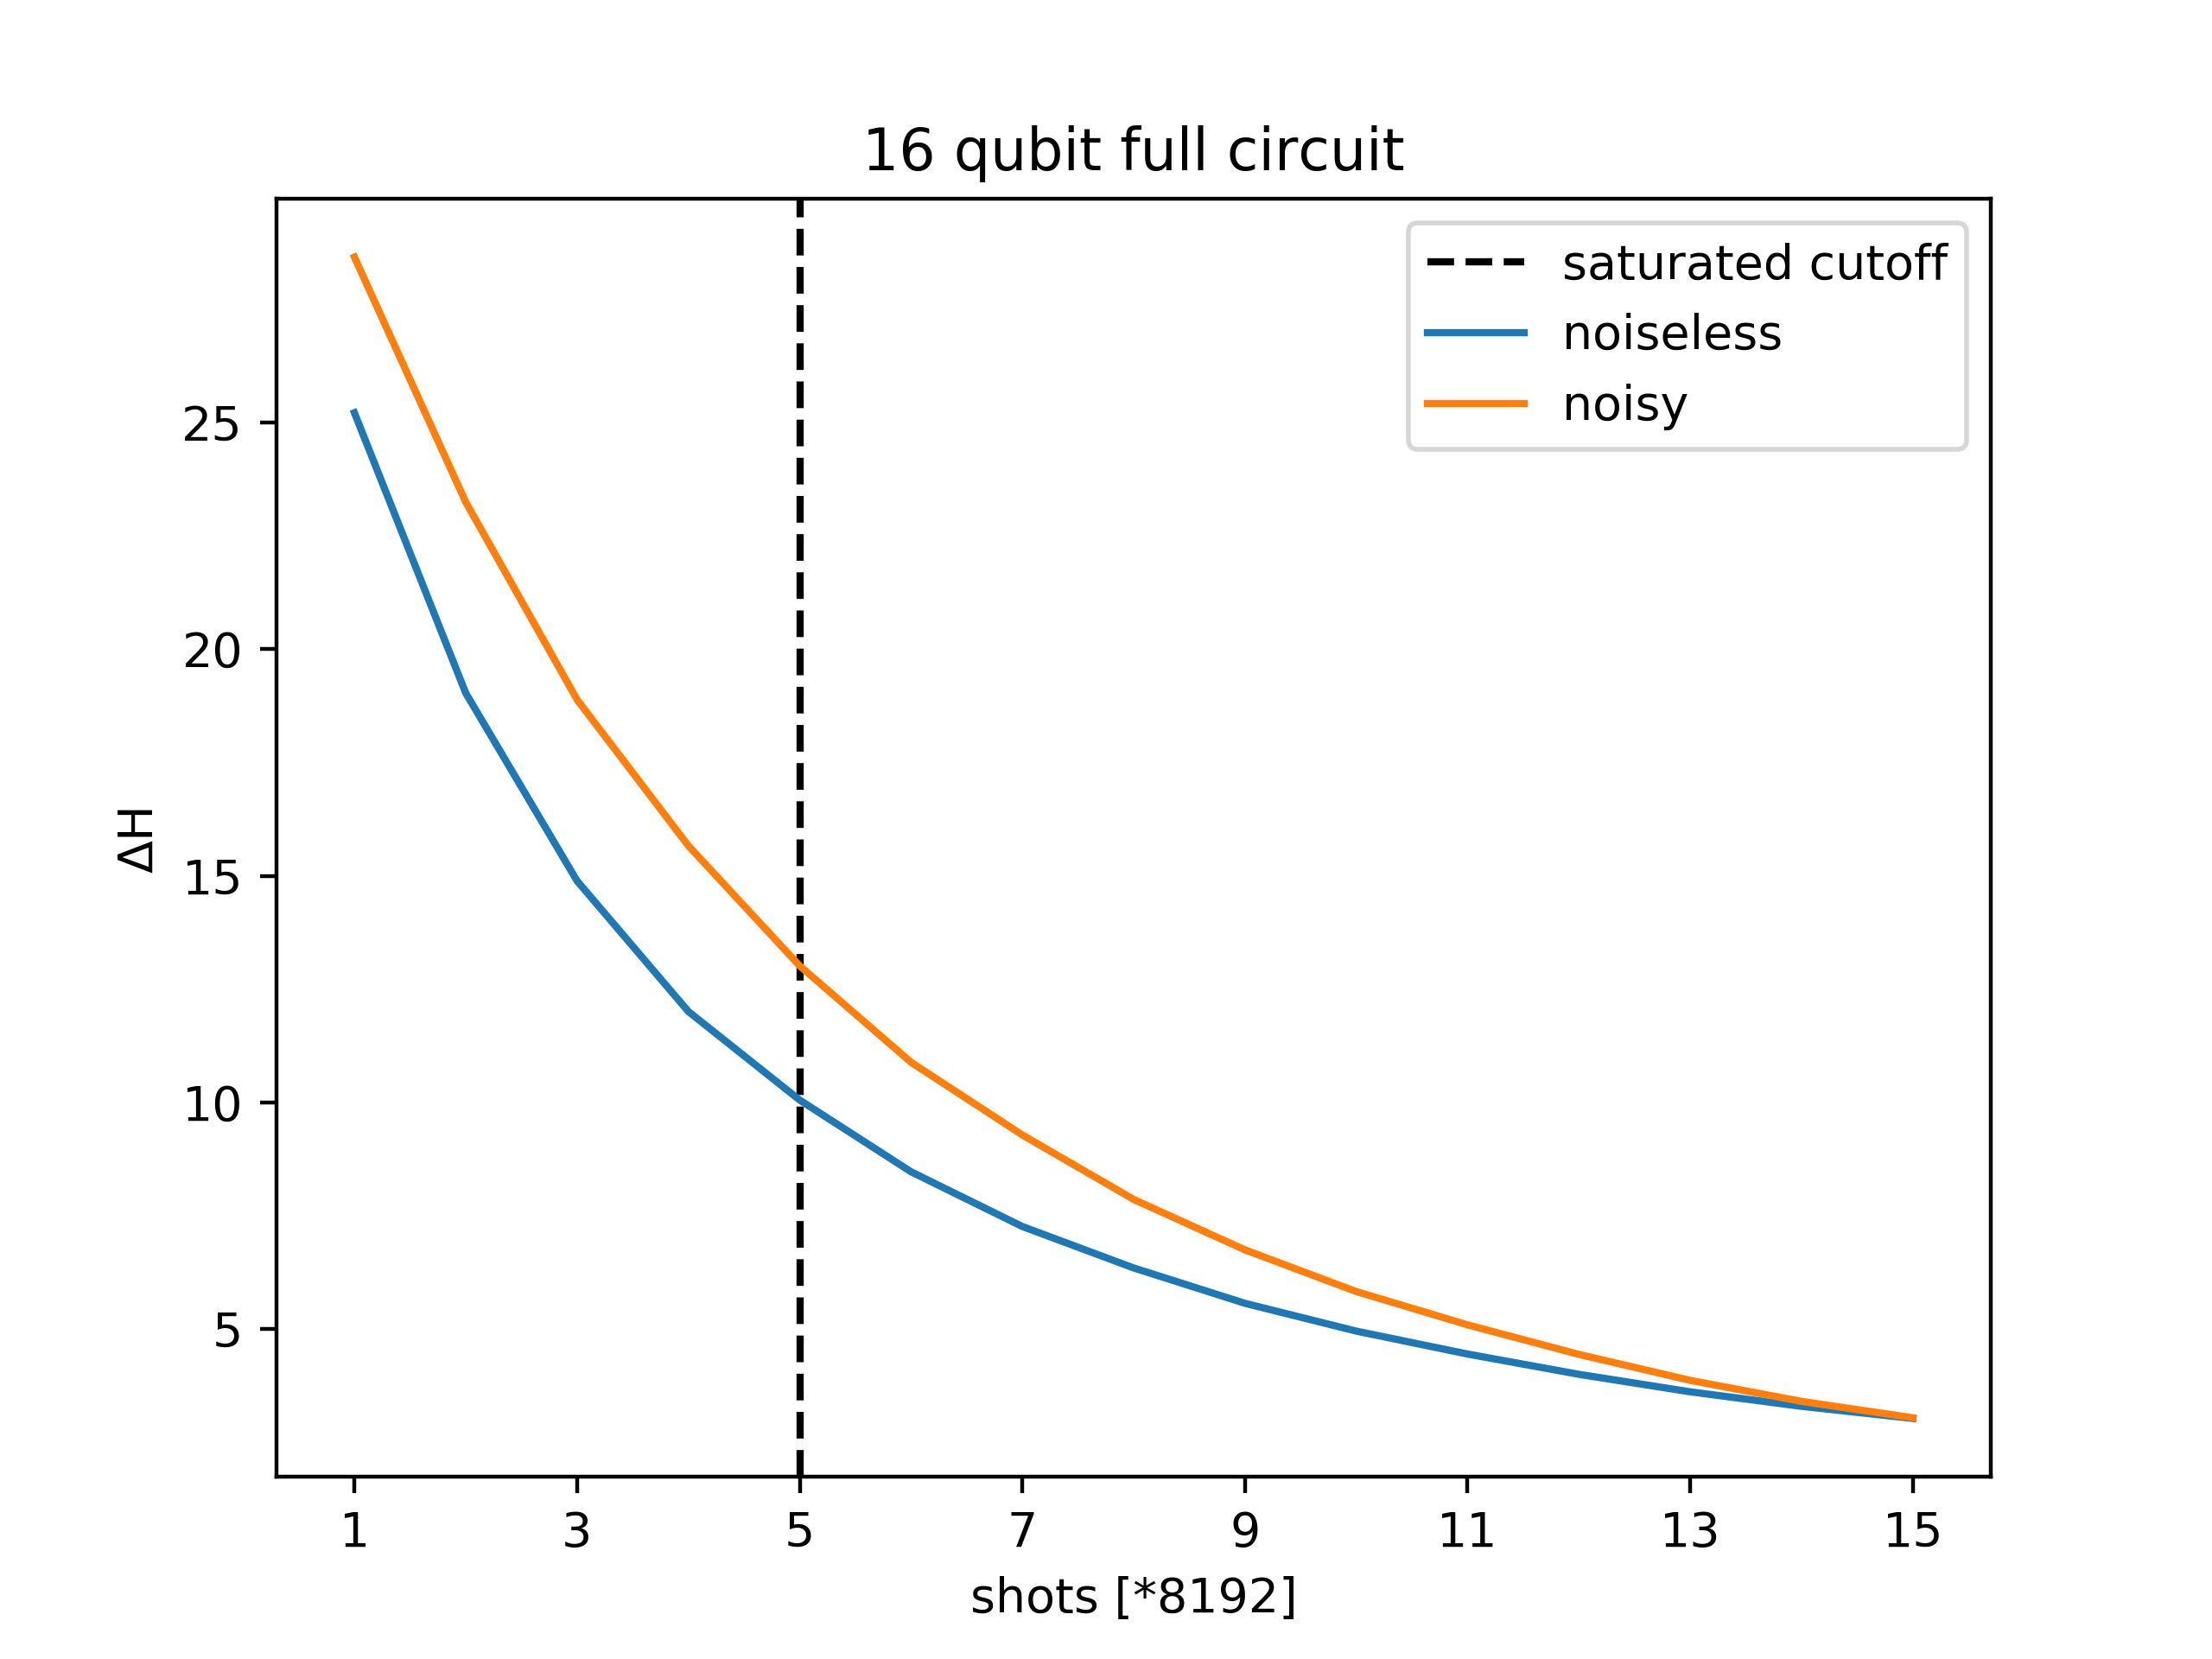 16 qubit full circuit
saturated cutoff
noiseless
noisy
ΔH
25
20
15
10
5
1 3 5 7 9 11 13 15
shots [*8192]